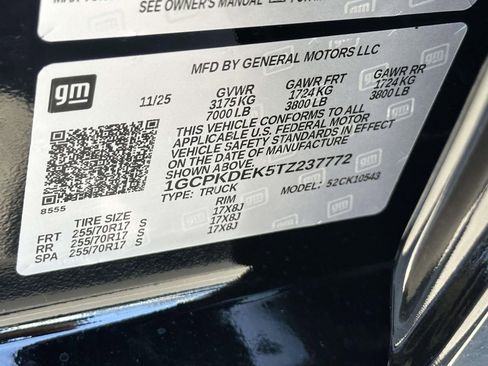 SEE OWNER'S MANUAL
MFD BY GENERAL MOTORS LLC
gm
11/25
GVWR
3175 KG
7000 LB
GAWR FRT
1724 KG
3800 LB
GAWR RR
1724 KG
3800 LB
THIS VEHICLE CONFORMS TO ALL
APPLICABLE U.S. FEDERAL MOTOR
VEHICLE SAFETY STANDARDS IN EFFECT
ON THE DATE OF MANUFACTURE
1GCPKDEK5TZ237772
TYPE: TRUCK
MODEL: 52CK10543
8555
TIRE SIZE
RIM
FRT 255/70R17 S 17X8J
RR 255/70R17 S 17X8J
SPA 255/70R17 S 17X8J